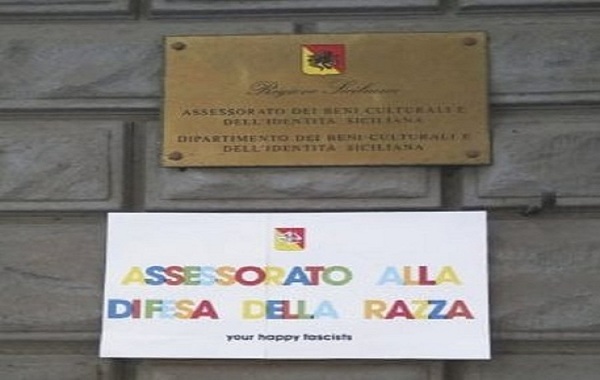 Regione Siciliana
ASSESSORATO DEI BENI CULTURALI E
DELL'IDENTITÀ SICILIANA
DIPARTIMENTO DEI BENI CULTURALI E
DELL'IDENTITÀ SICILIANA
ASSESSORATO ALLA
DIFESA DELLA RAZZA
your happy fascists